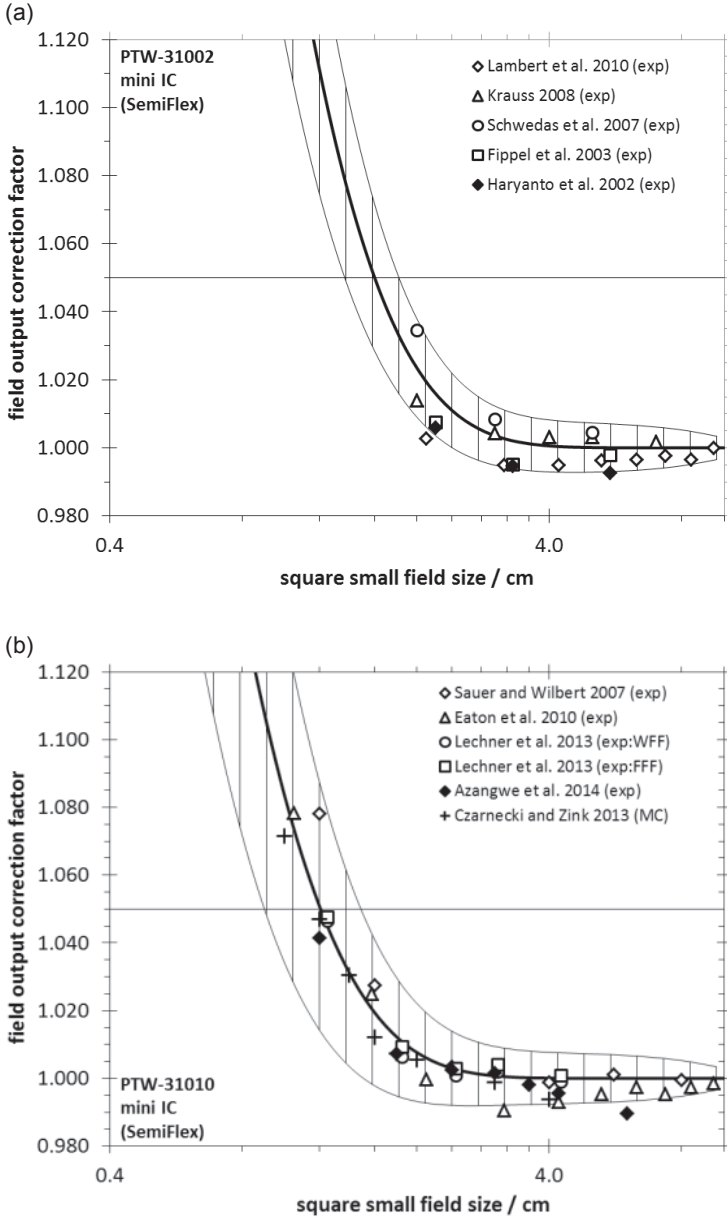 (a)
1.120
1.100
1.080
1.060
1.040
1.020
1.000
0.980
field output correction factor
PTW-31002
mini IC
(SemiFlex)
Lambert et al. 2010 (exp)
Krauss 2008 (exp)
Schwedas et al. 2007 (exp)
Fippel et al. 2003 (exp)
Haryanto et al. 2002 (exp)
0.4
4.0
square small field size / cm
(b)
1.120
1.100
1.080
1.060
1.040
1.020
1.000
0.980
field output correction factor
Sauer and Wilbert 2007 (exp)
Eaton et al. 2010 (exp)
Lechner et al. 2013 (exp:WFF)
Lechner et al. 2013 (exp:FFF)
Azangwe et al. 2014 (exp)
Czarnecki and Zink 2013 (MC)
PTW-31010
mini IC
(SemiFlex)
0.4
4.0
square small field size / cm